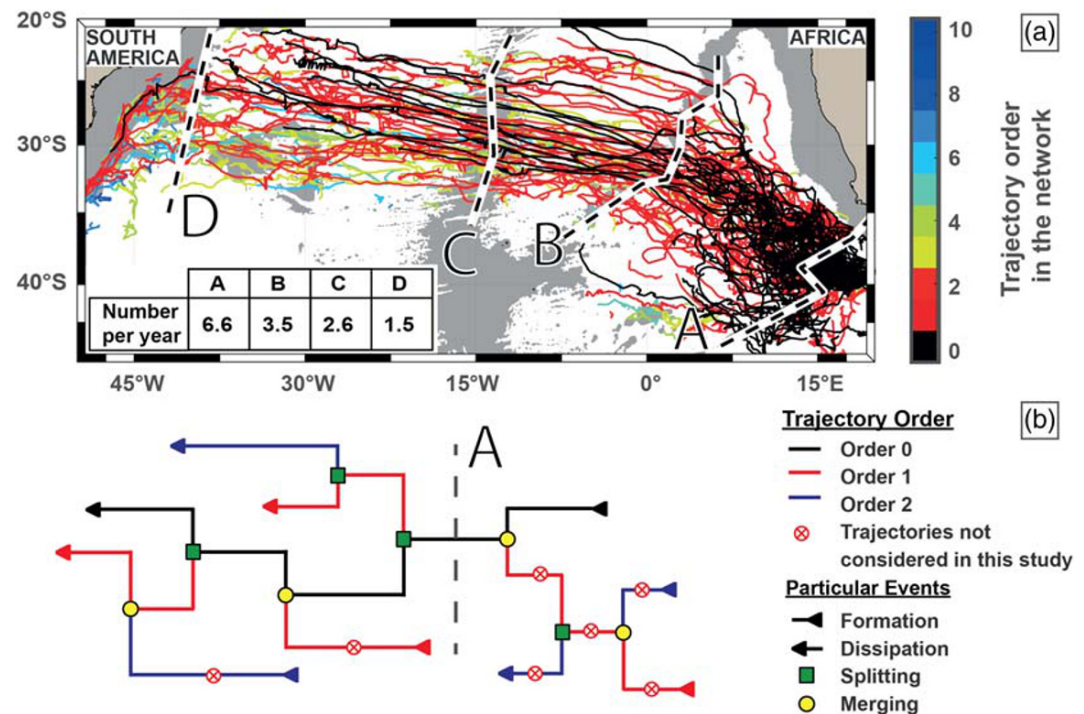 20°S
SOUTH AMERICA
AFRICA
30°S
40°S
D
C
B
A
A B C D
Number per year 6.6 3.5 2.6 1.5
45°W 30°W 15°W 0° 15°E
10
8
6
4
2
0
Trajectory order
in the network
(a)
(b)
A
Trajectory Order
Order 0
Order 1
Order 2
Trajectories not
considered in this study
Particular Events
Formation
Dissipation
Splitting
Merging